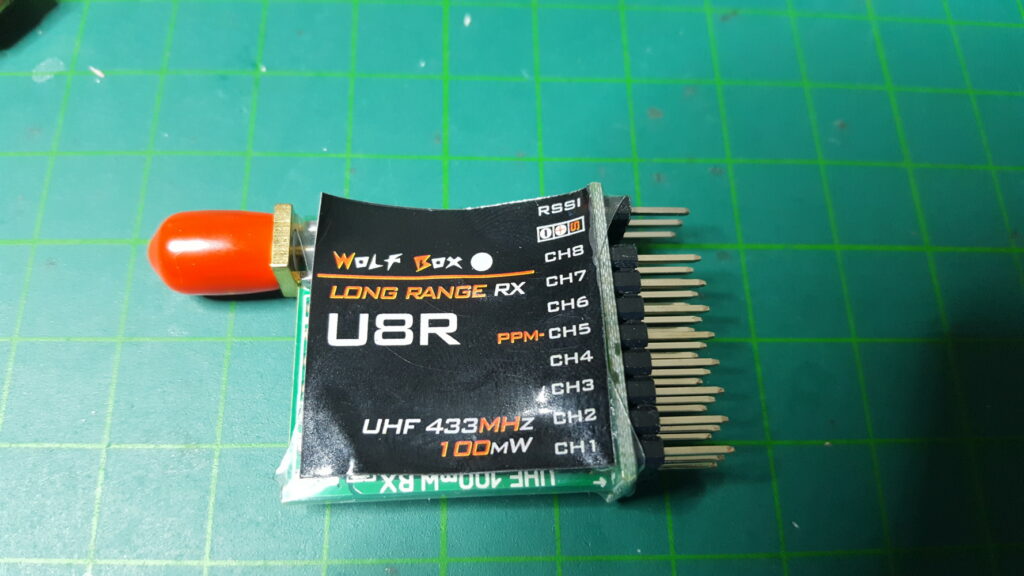 WOLF BOX
LONG RANGE RX
U8R
UHF 433MHz
100mW
RSSI
CH8
CH7
CH6
PPM-CH5
CH4
CH3
CH2
CH1
UHF 100mW RX